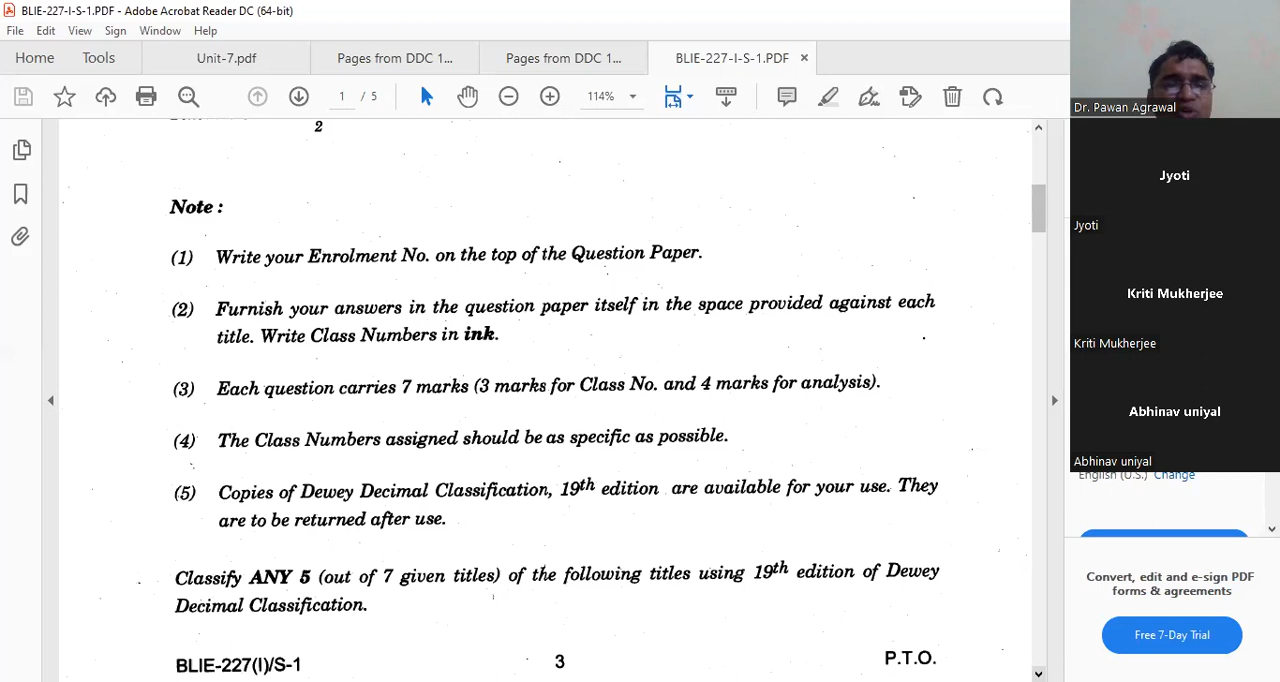 BLIE-227-I-S-1.PDF - Adobe Acrobat Reader DC (64-bit)
File Edit View Sign Window Help
Home Tools Unit-7.pdf Pages from DDC 1... Pages from DDC 1... BLIE-227-I-S-1.PDF ×
1 / 5 114%
2
Note :
(1) Write your Enrolment No. on the top of the Question Paper.
(2) Furnish your answers in the question paper itself in the space provided against each
title. Write Class Numbers in ink.
(3) Each question carries 7 marks (3 marks for Class No. and 4 marks for analysis).
(4) The Class Numbers assigned should be as specific as possible.
(5) Copies of Dewey Decimal Classification, 19th edition are available for your use. They
are to be returned after use.
Classify ANY 5 (out of 7 given titles) of the following titles using 19th edition of Dewey
Decimal Classification.
BLIE-227(I)/S-1 3 P.T.O.
Dr. Pawan Agrawal
Jyoti
Jyoti
Kriti Mukherjee
Kriti Mukherjee
Abhinav uniyal
Abhinav uniyal
English (U.S.) Change
Convert, edit and e-sign PDF
forms & agreements
Free 7-Day Trial